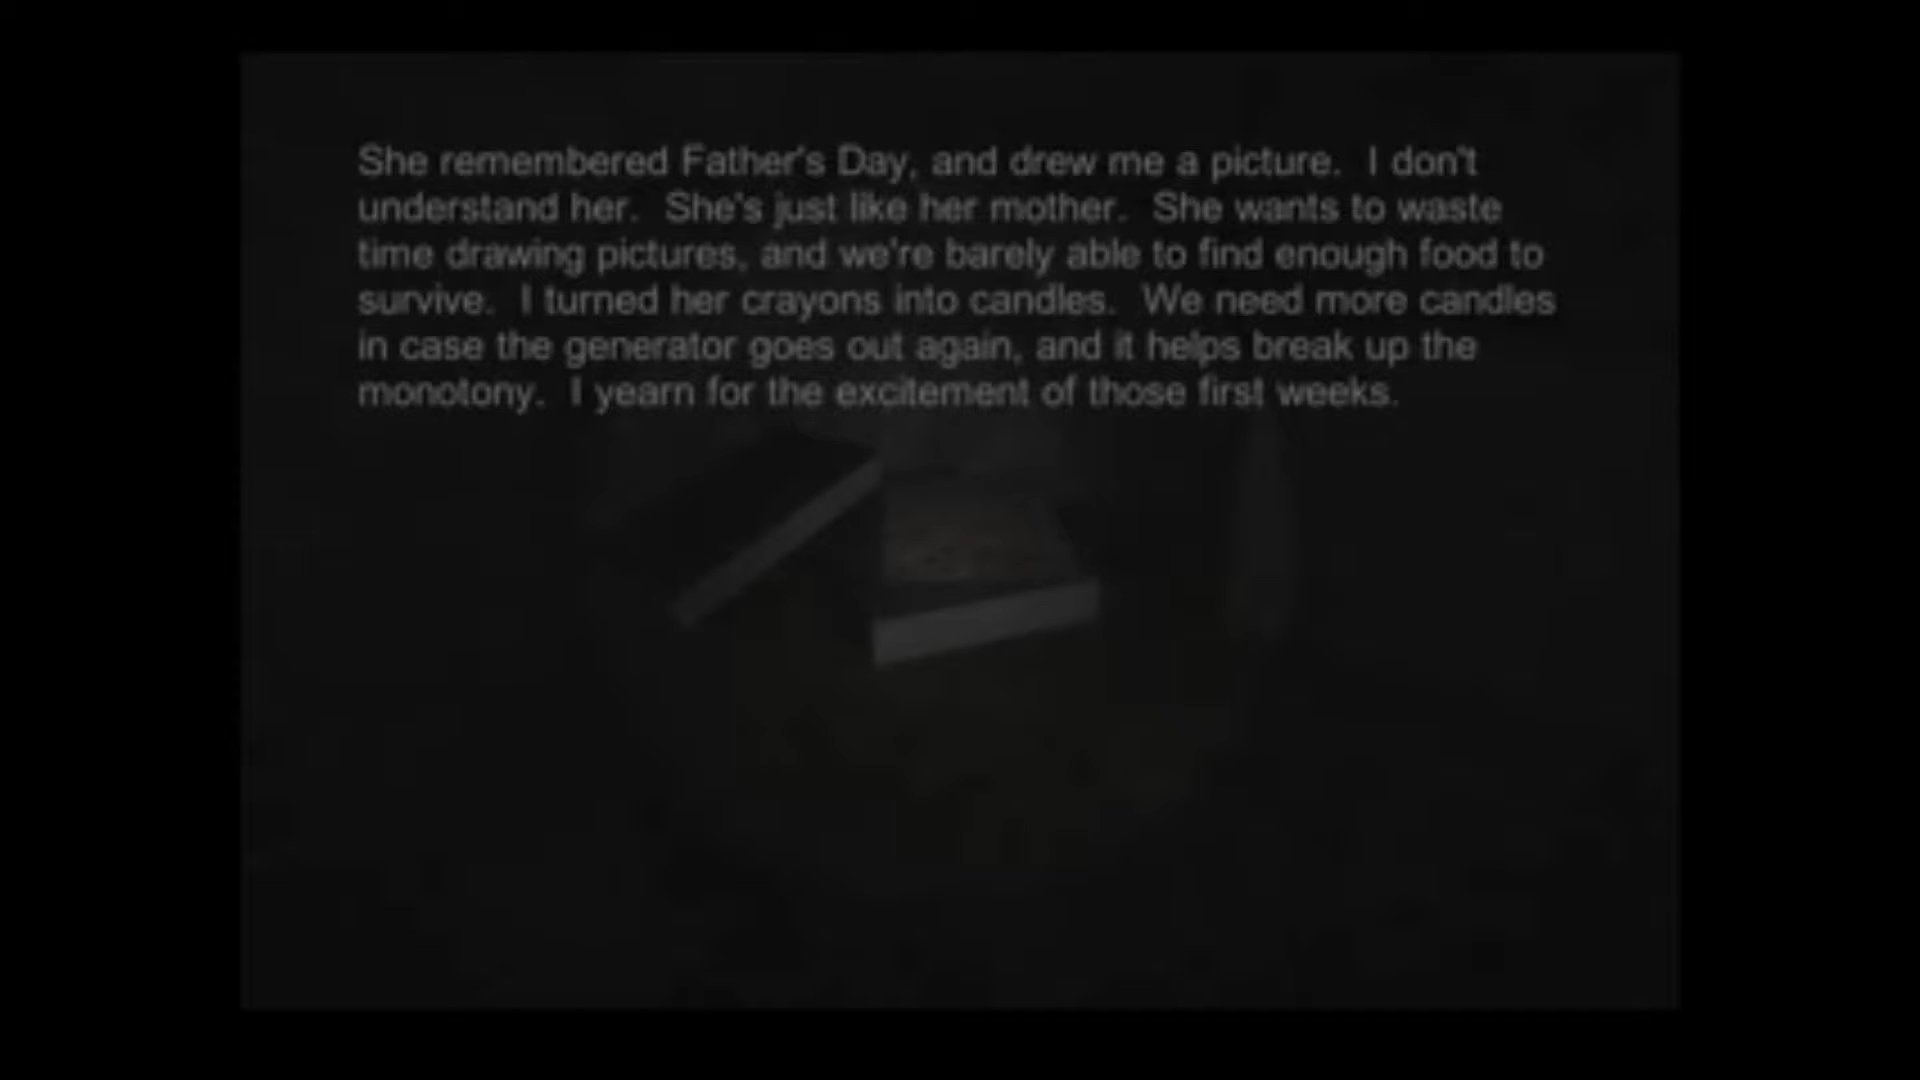 She remembered Father's Day, and drew me a picture.  I don't
understand her.  She's just like her mother.  She wants to waste
time drawing pictures, and we're barely able to find enough food to
survive.  I turned her crayons into candles.  We need more candles
in case the generator goes out again, and it helps break up the
monotony.  I yearn for the excitement of those first weeks.